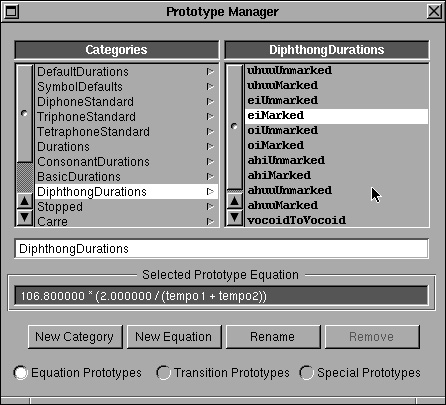 Prototype Manager
Categories
DefaultDurations
SymbolDefaults
DiphoneStandard
TriphoneStandard
TetraphoneStandard
Durations
ConsonantDurations
BasicDurations
DiphthongDurations
Stopped
Carre
DiphthongDurations
uhuuUnmarked
uhuuMarked
eiUnmarked
eiMarked
oiUnmarked
oiMarked
ahiUnmarked
ahiMarked
ahuuUnmarked
ahuuMarked
vocoidToVocoid
DiphthongDurations
Selected Prototype Equation
106.800000 * (2.000000 / (tempo1 + tempo2))
New Category
New Equation
Rename
Remove
Equation Prototypes
Transition Prototypes
Special Prototypes